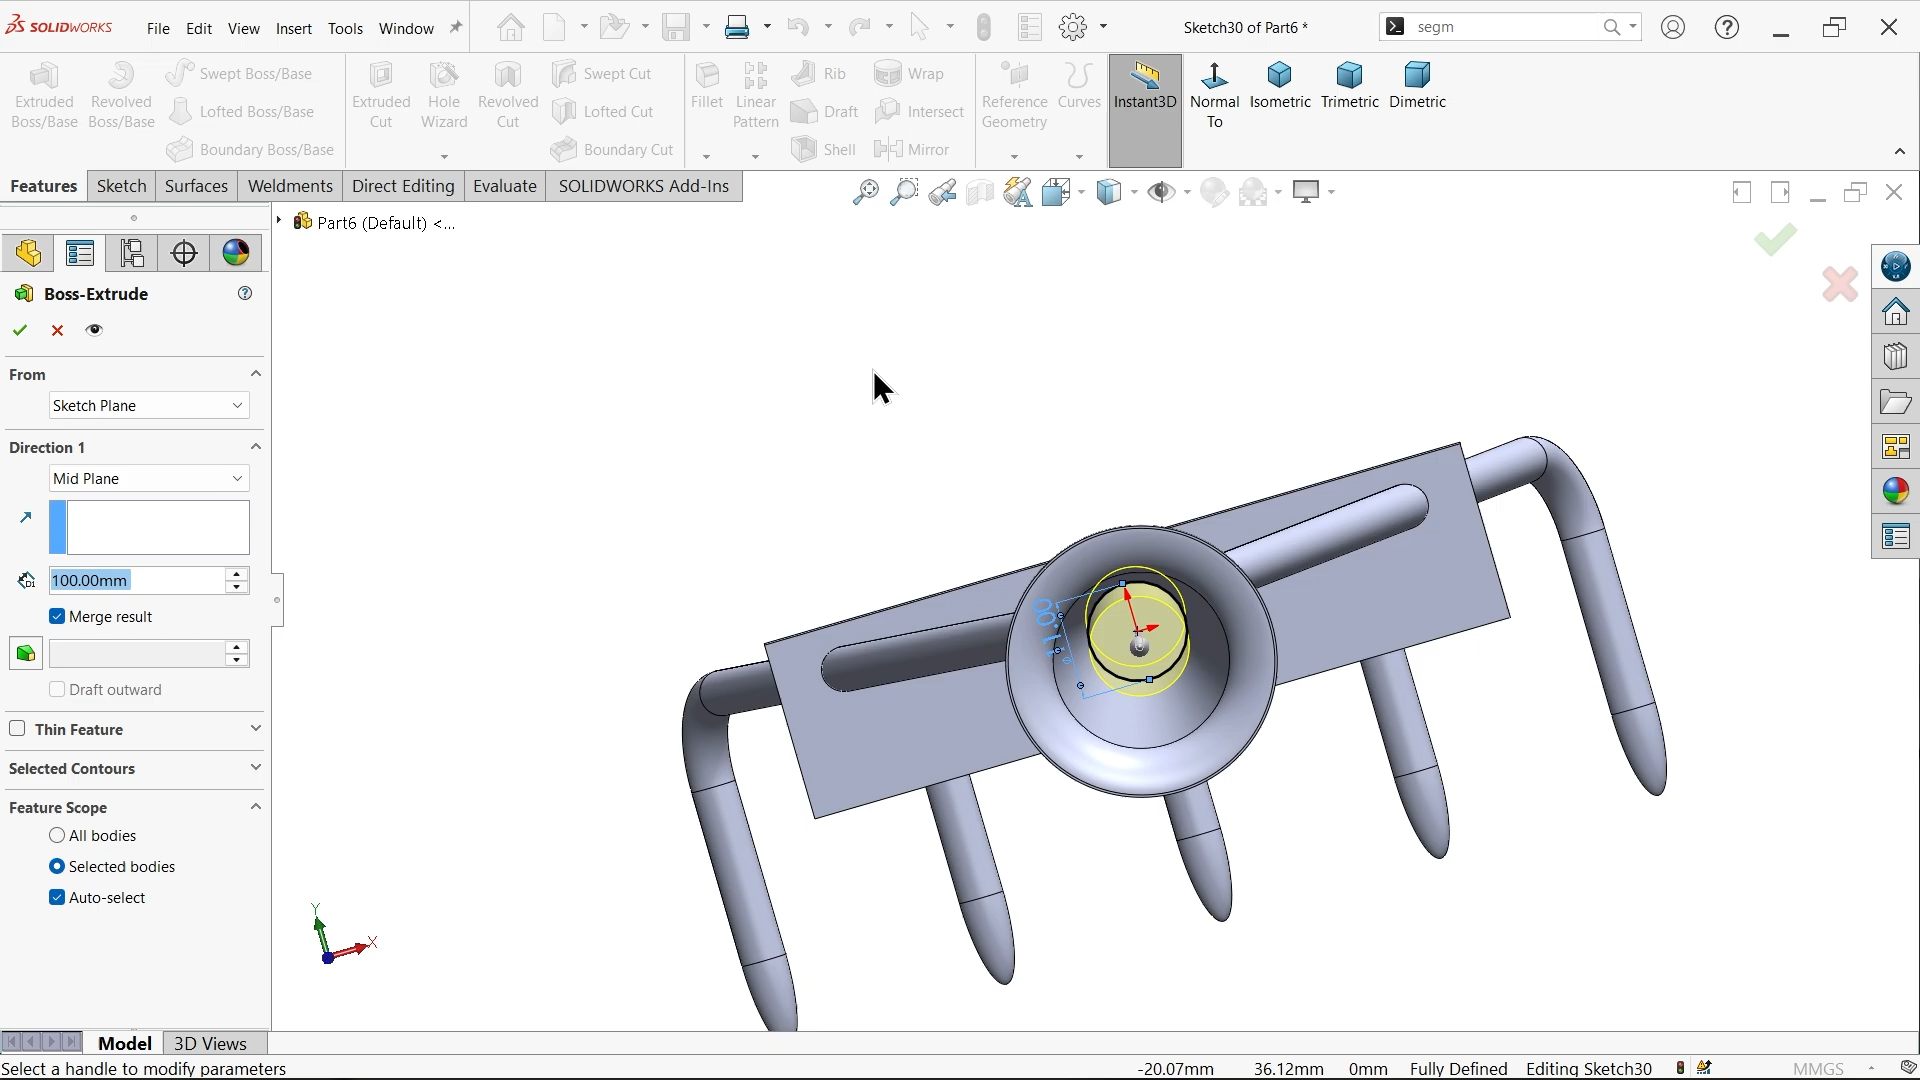 SOLIDWORKS File Edit View Insert Tools Window Sketch30 of Part6 * segm
Extruded Boss/Base
Revolved Boss/Base
Swept Boss/Base
Lofted Boss/Base
Boundary Boss/Base
Extruded Cut
Hole Wizard
Revolved Cut
Swept Cut
Lofted Cut
Boundary Cut
Fillet
Linear Pattern
Rib
Draft
Shell
Wrap
Intersect
Mirror
Reference Geometry
Curves
Instant3D
Normal To
Isometric
Trimetric
Dimetric
Features Sketch Surfaces Weldments Direct Editing Evaluate SOLIDWORKS Add-Ins
Part6 (Default) <...
Boss-Extrude
From
Sketch Plane
Direction 1
Mid Plane
D1
100.00mm
Merge result
Draft outward
Thin Feature
Selected Contours
Feature Scope
All bodies
Selected bodies
Auto-select
Y
X
Model 3D Views
Select a handle to modify parameters -20.07mm 36.12mm 0mm Fully Defined Editing Sketch30 MMGS